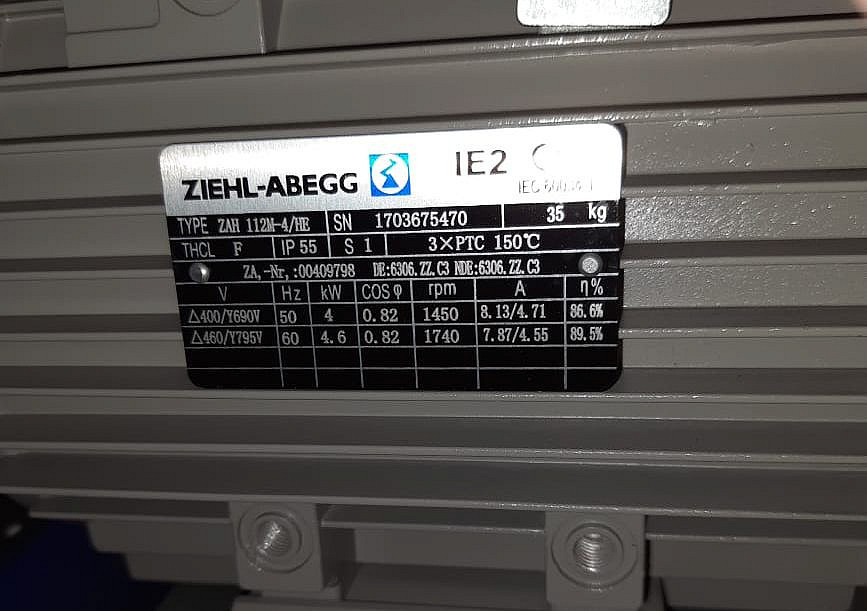 ZIEHL-ABEGG IE2
TYPE ZAH 112M-4/HE SN 1703675470 35 kg
THCL F IP 55 S 1 3×PTC 150℃
ZA,-Nr,:00409798 DE:6306.ZZ.C3 NDE:6306.ZZ.C3
V Hz kW COSφ rpm A η%
△400/Y690V 50 4 0.82 1450 8.13/4.71 86.6%
△460/Y795V 60 4.6 0.82 1740 7.87/4.55 89.5%